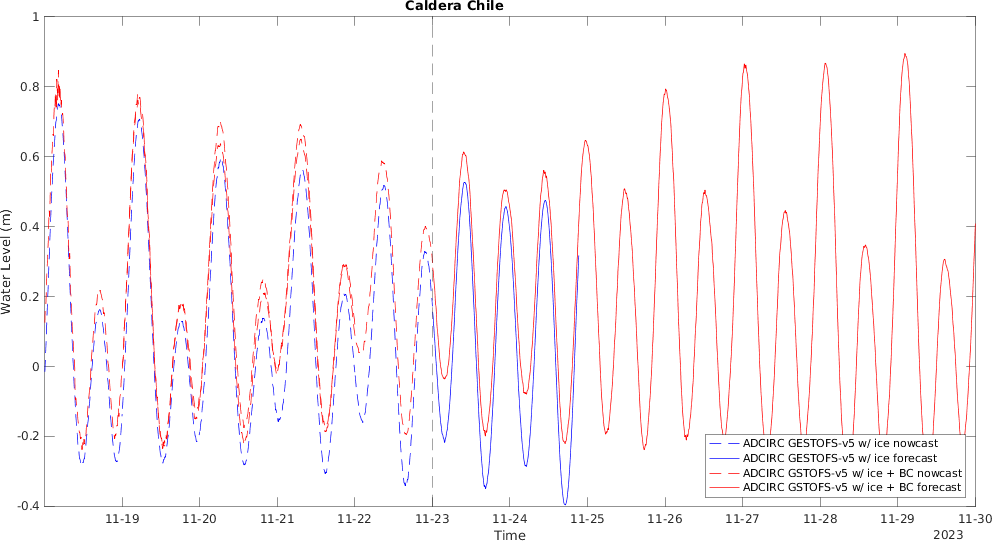 Caldera Chile
Water Level (m)
1
0.8
0.6
0.4
0.2
0
-0.2
-0.4
ADCIRC GESTOFS-v5 w/ ice nowcast
ADCIRC GESTOFS-v5 w/ ice forecast
ADCIRC GSTOFS-v5 w/ ice + BC nowcast
ADCIRC GSTOFS-v5 w/ ice + BC forecast
11-19 11-20 11-21 11-22 11-23 11-24 11-25 11-26 11-27 11-28 11-29 11-30
Time
2023